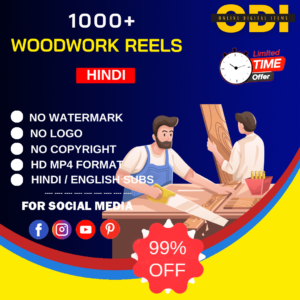 1000+
ODI
ONLINE DIGITAL ITEMS
WOODWORK REELS
HINDI
Limited
TIME
Offer
NO WATERMARK
NO LOGO
NO COPYRIGHT
HD MP4 FORMAT
HINDI / ENGLISH SUBS
FOR SOCIAL MEDIA
99%
OFF